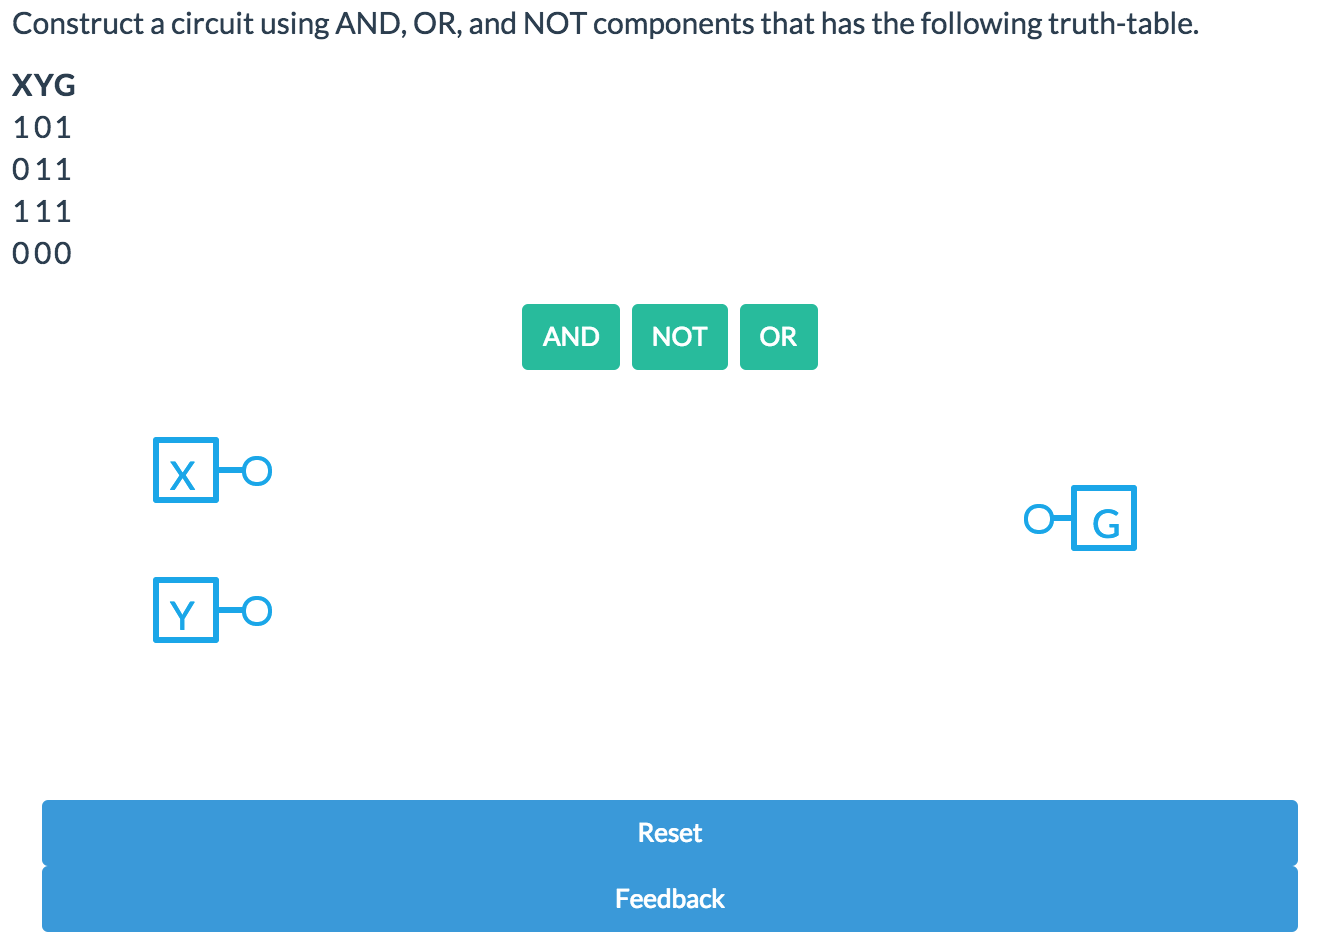 Construct a circuit using AND, OR, and NOT components that has the following truth-table.
XYG
101
011
111
000
AND NOT OR
X
G
Y
Reset
Feedback